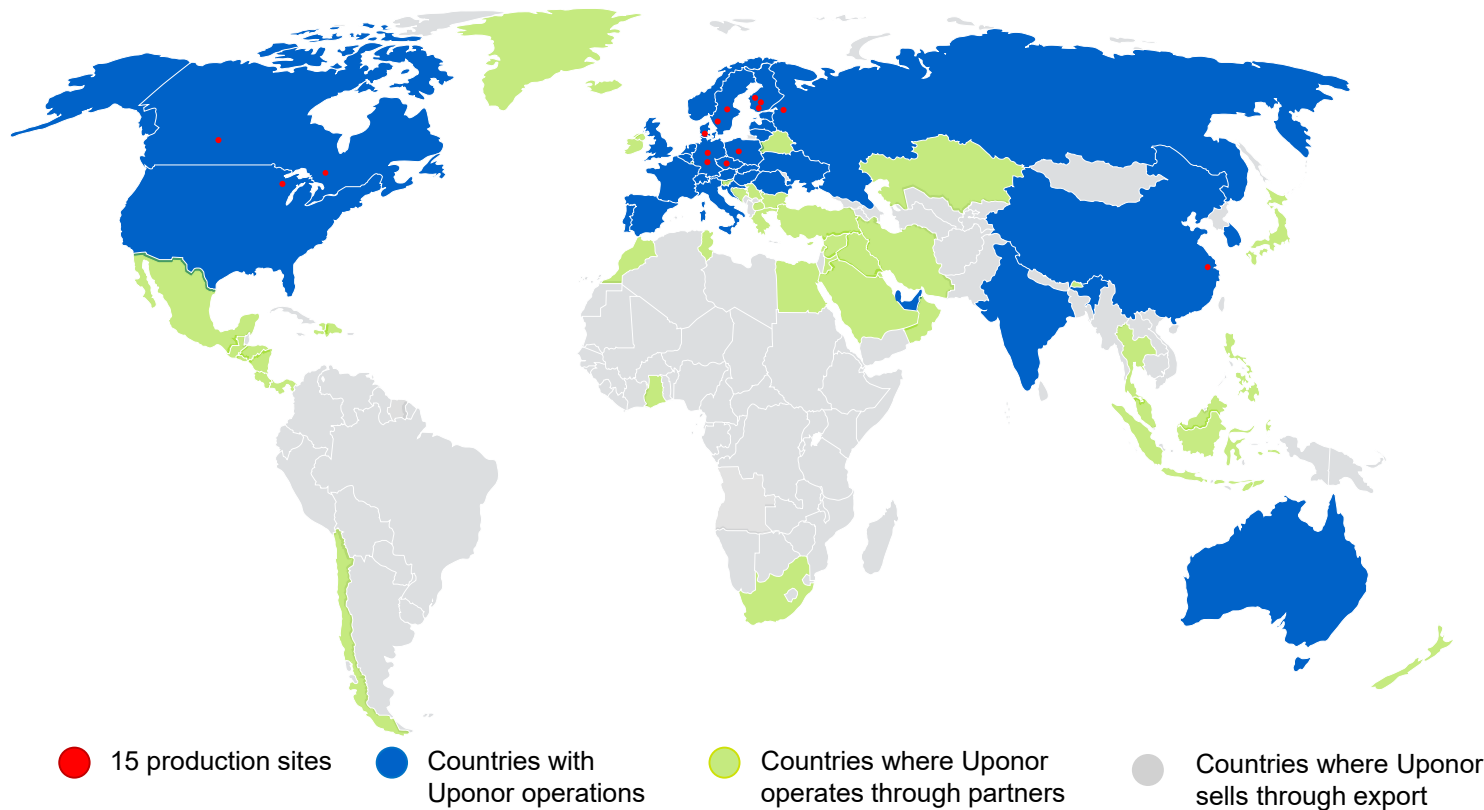 15 production sites
Countries with
Uponor operations
Countries where Uponor
operates through partners
Countries where Uponor
sells through export